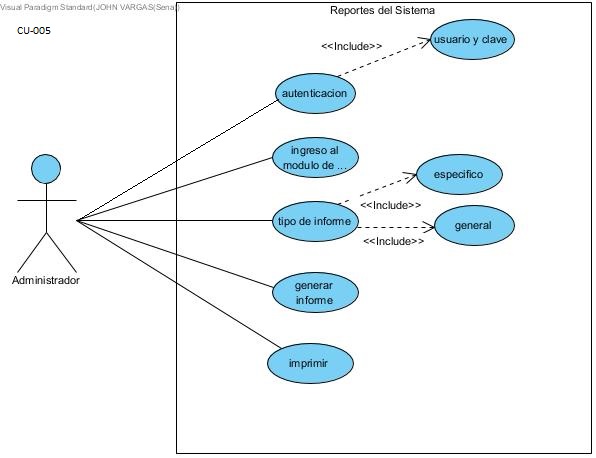 Visual Paradigm Standard(JOHN VARGAS(Sena)
Reportes del Sistema
CU-005
usuario y clave
<<Include>>
autenticacion
ingreso al
modulo de ...
especifico
<<Include>>
tipo de informe
general
<<Include>>
Administrador
generar
informe
imprimir